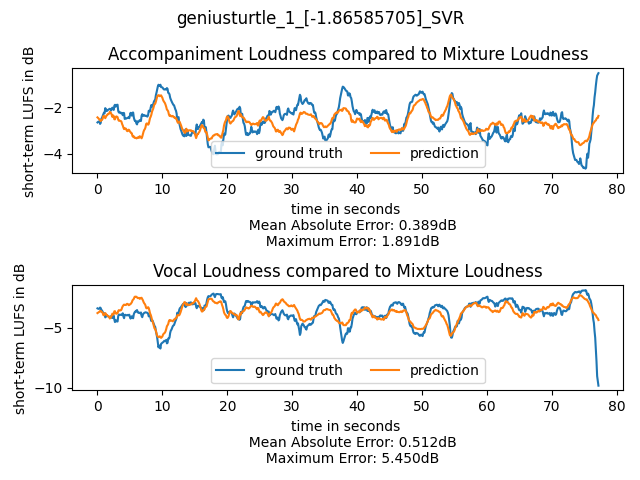 geniusturtle_1_[-1.86585705]_SVR
Accompaniment Loudness compared to Mixture Loudness
short-term LUFS in dB
−2
−4
ground truth
prediction
0 10 20 30 40 50 60 70 80
time in seconds
Mean Absolute Error: 0.389dB
Maximum Error: 1.891dB
Vocal Loudness compared to Mixture Loudness
short-term LUFS in dB
−5
−10
ground truth
prediction
0 10 20 30 40 50 60 70 80
time in seconds
Mean Absolute Error: 0.512dB
Maximum Error: 5.450dB